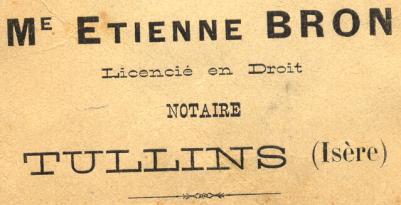 Me ETIENNE BRON
Licencié en Droit
NOTAIRE
TULLINS (Isère)